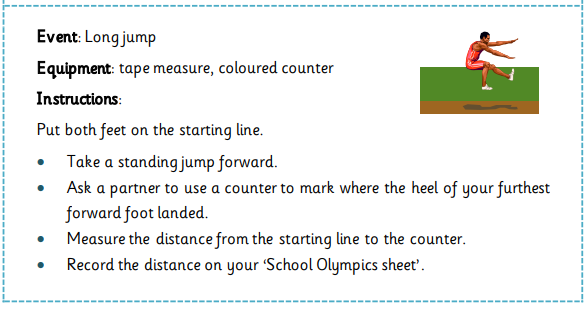 Event: Long jump
Equipment: tape measure, coloured counter
Instructions:
Put both feet on the starting line.
• Take a standing jump forward.
• Ask a partner to use a counter to mark where the heel of your furthest
forward foot landed.
• Measure the distance from the starting line to the counter.
• Record the distance on your ‘School Olympics sheet’.